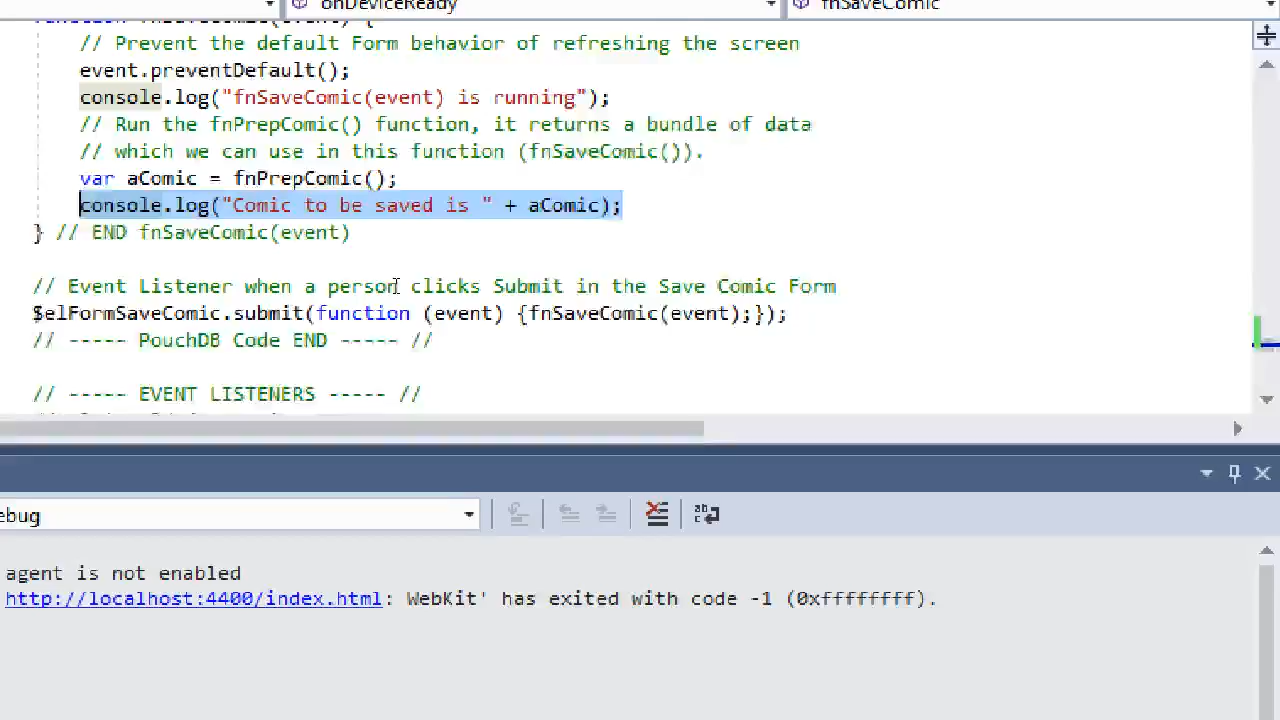 onDeviceReady fnSaveComic
function fnSaveComic(event) {
// Prevent the default Form behavior of refreshing the screen
event.preventDefault();
console.log("fnSaveComic(event) is running");
// Run the fnPrepComic() function, it returns a bundle of data
// which we can use in this function (fnSaveComic()).
var aComic = fnPrepComic();
console.log("Comic to be saved is " + aComic);
} // END fnSaveComic(event)
// Event Listener when a person clicks Submit in the Save Comic Form
$elFormSaveComic.submit(function (event) {fnSaveComic(event);});
// ----- PouchDB Code END ----- //
// ----- EVENT LISTENERS ----- //
ebug
agent is not enabled
http://localhost:4400/index.html: WebKit' has exited with code -1 (0xffffffff).